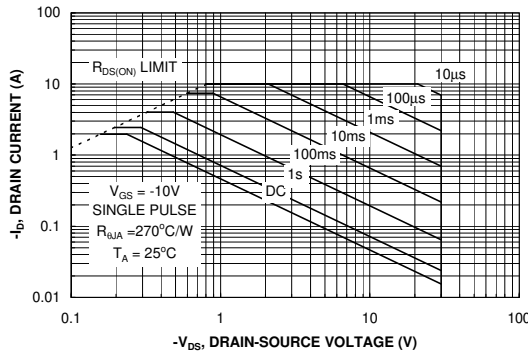 -I_D, DRAIN CURRENT (A)
100
10
1
0.1
0.01
R_DS(ON) LIMIT
10μs
100μs
1ms
10ms
100ms
1s
DC
V_GS = -10V
SINGLE PULSE
R_θJA =270°C/W
T_A = 25°C
0.1
1
10
100
-V_DS, DRAIN-SOURCE VOLTAGE (V)